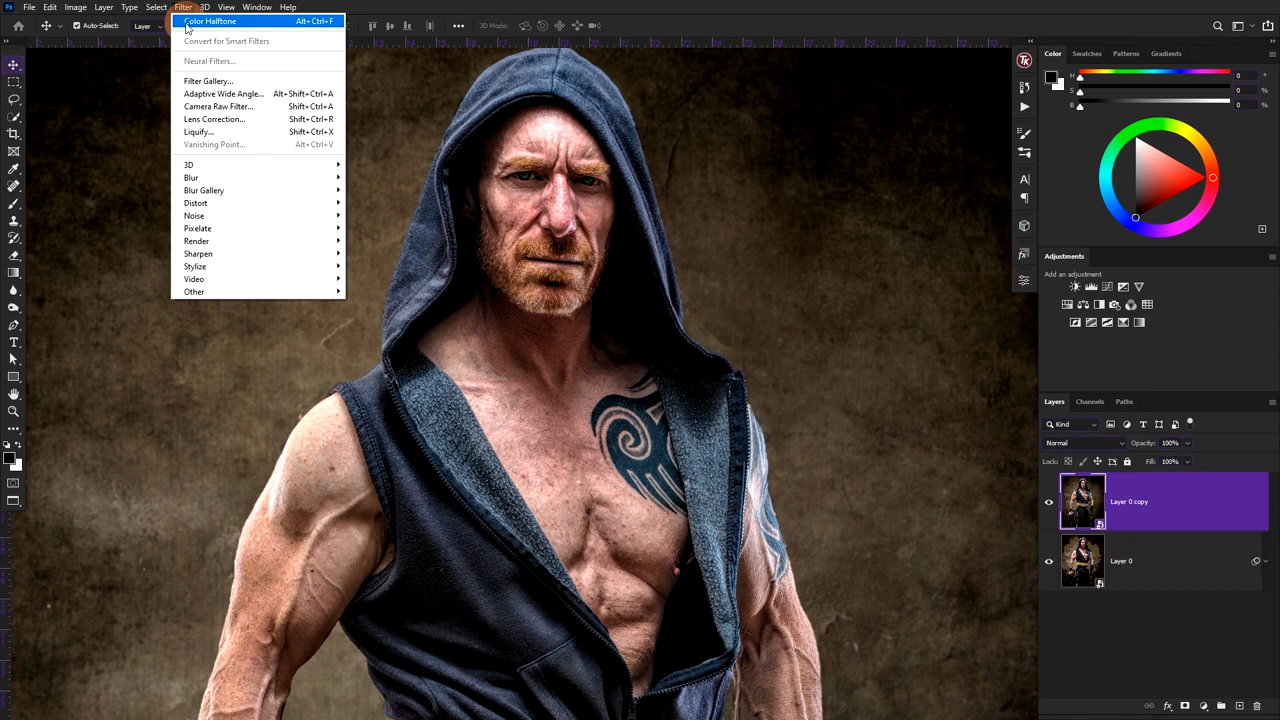 Ps File Edit Image Layer Type Select Filter 3D View Window Help
Auto-Select: Layer 3D Mode:
Color Halftone Alt+Ctrl+F
Convert for Smart Filters
Neural Filters...
Filter Gallery...
Adaptive Wide Angle... Alt+Shift+Ctrl+A
Camera Raw Filter... Shift+Ctrl+A
Lens Correction... Shift+Ctrl+R
Liquify... Shift+Ctrl+X
Vanishing Point... Alt+Ctrl+V
3D
Blur
Blur Gallery
Distort
Noise
Pixelate
Render
Sharpen
Stylize
Video
Other
TK
Color Swatches Patterns Gradients
H 0 °
S 0 %
B 0 %
Adjustments
Add an adjustment
Layers Channels Paths
Kind
Normal Opacity: 100%
Lock: Fill: 100%
Layer 0 copy
Layer 0
fx